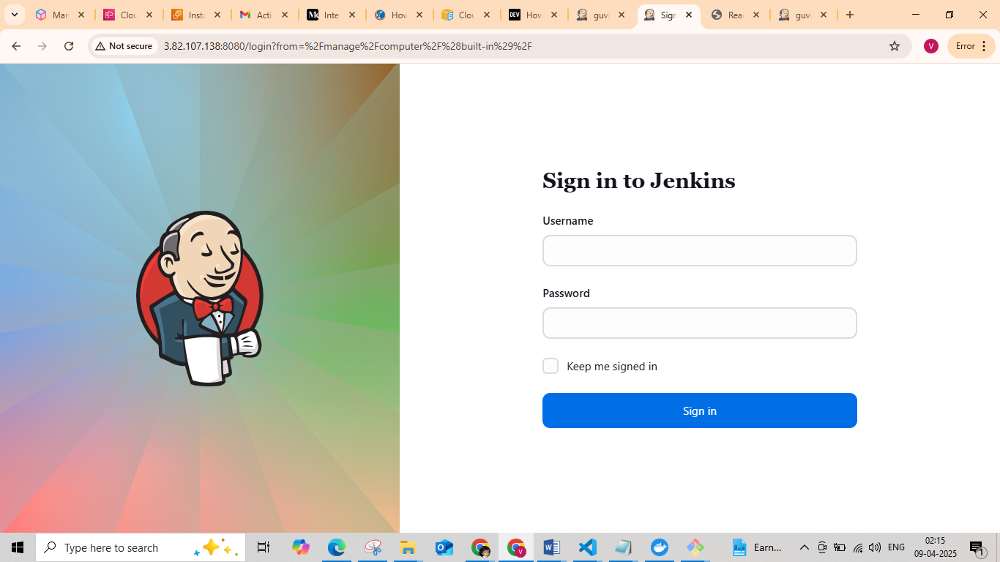 Mar
Clou
Insta
Acti
Inte
How
Clou
DEV
How
guvi
Sign
Rea
guvi
Not secure
3.82.107.138:8080/login?from=%2Fmanage%2Fcomputer%2F%28built-in%29%2F
V
Error
Sign in to Jenkins
Username
Password
Keep me signed in
Sign in
Type here to search
Earn...
ENG
02:15
09-04-2025
1